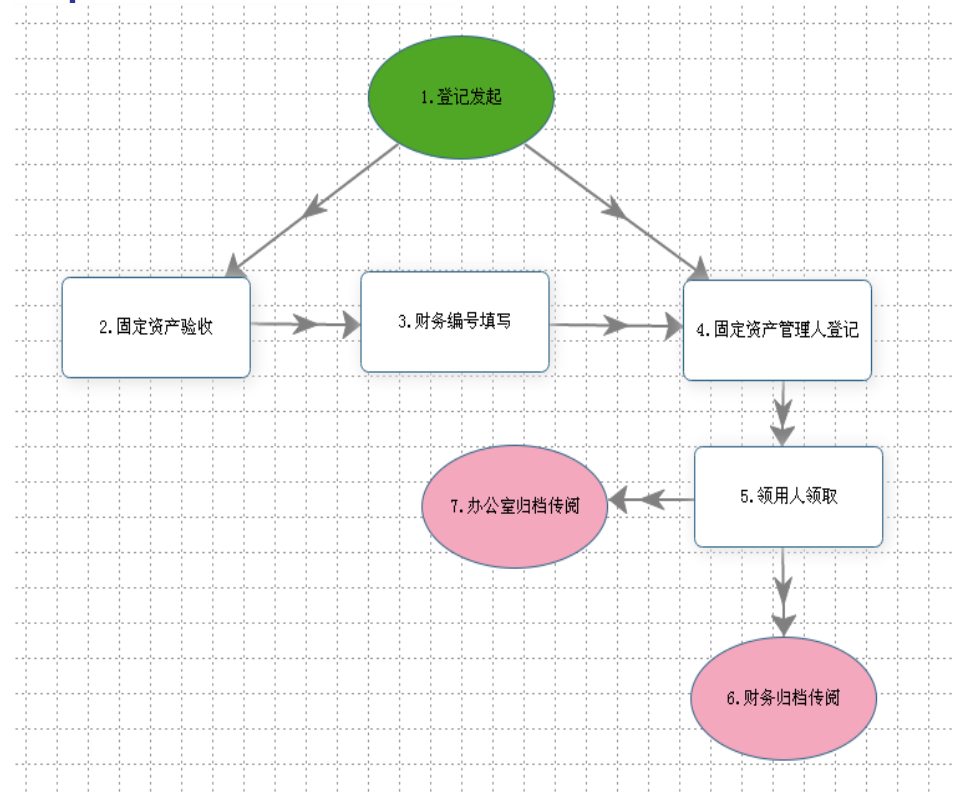 1.登记发起
2.固定资产验收
3.财务编号填写
4.固定资产管理人登记
5.领用人领取
7.办公室归档传阅
6.财务归档传阅